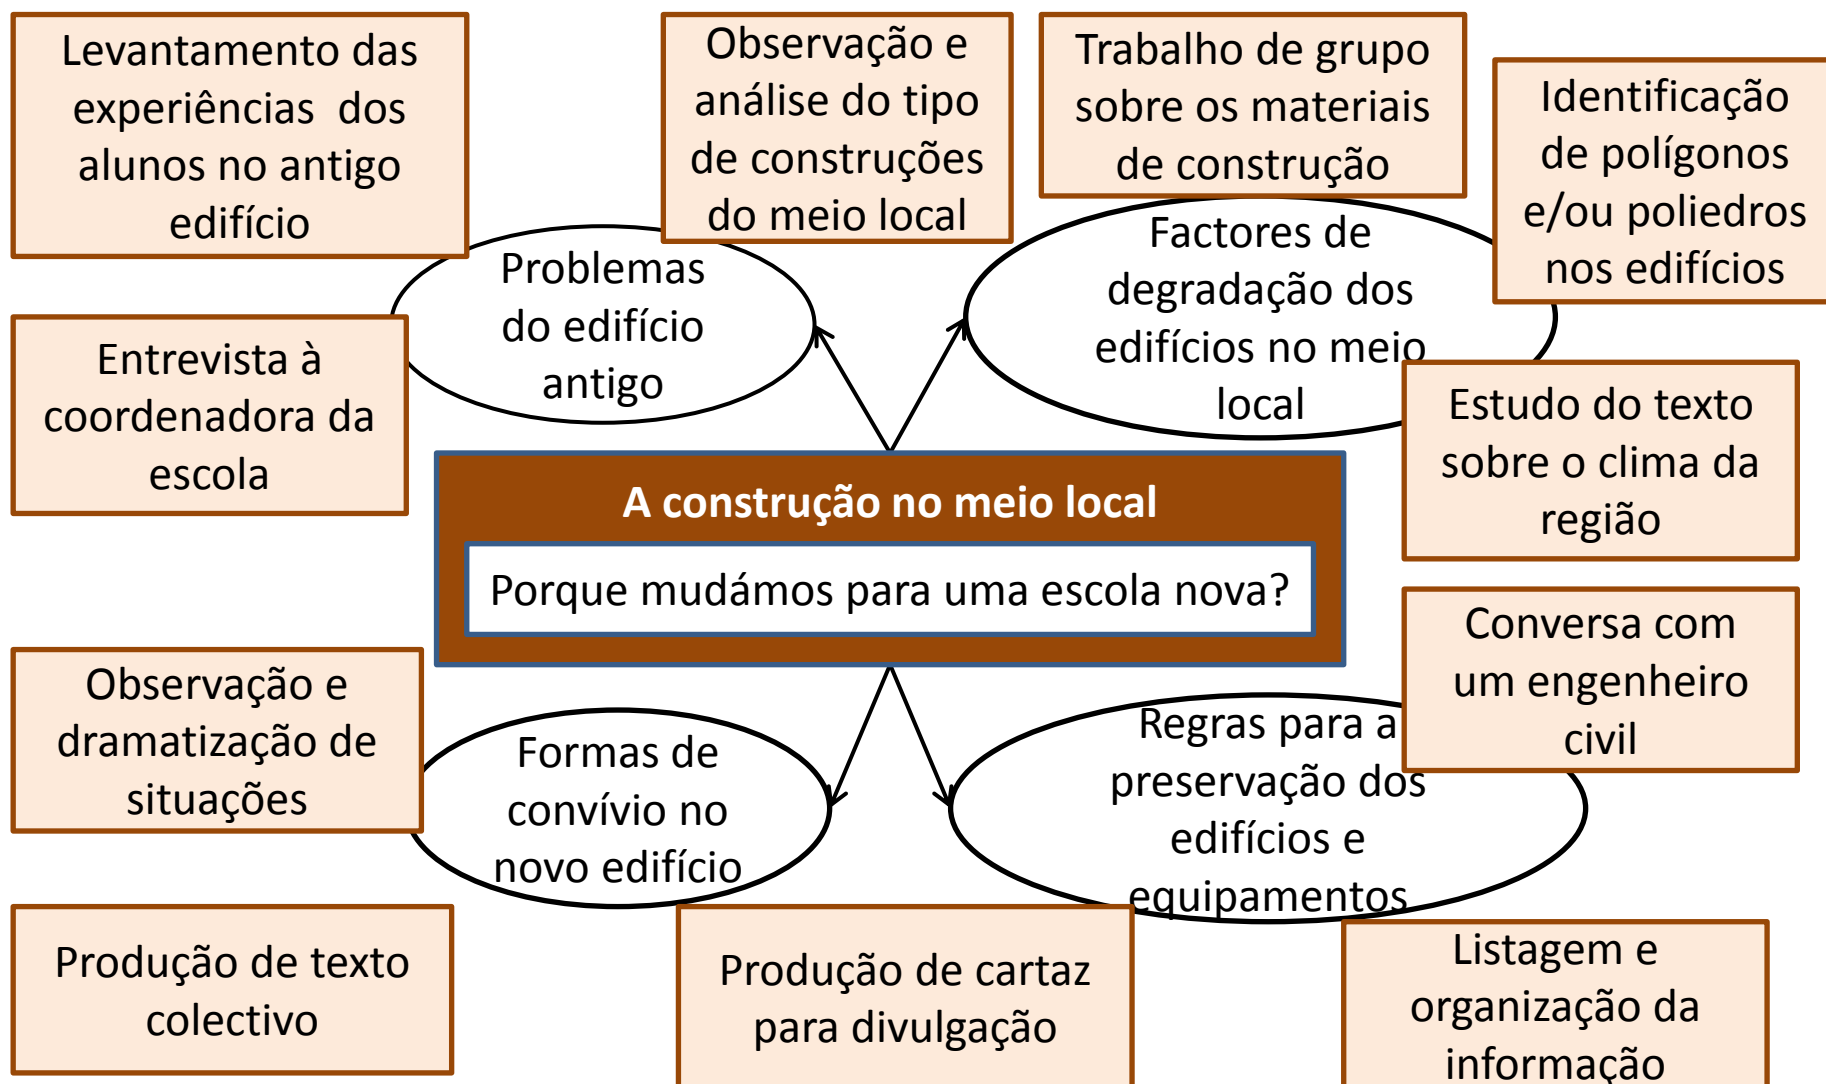 Levantamento das
experiências dos
alunos no antigo
edifício
Observação e
análise do tipo
de construções
do meio local
Trabalho de grupo
sobre os materiais
de construção
Identificação
de polígonos
e/ou poliedros
nos edifícios
Problemas
do edifício
antigo
Factores de
degradação dos
edifícios no meio
local
Entrevista à
coordenadora da
escola
Estudo do texto
sobre o clima da
região
A construção no meio local
Porque mudámos para uma escola nova?
Conversa com
um engenheiro
civil
Observação e
dramatização de
situações
Formas de
convívio no
novo edifício
Regras para a
preservação dos
edifícios e
equipamentos
Produção de texto
colectivo
Produção de cartaz
para divulgação
Listagem e
organização da
informação